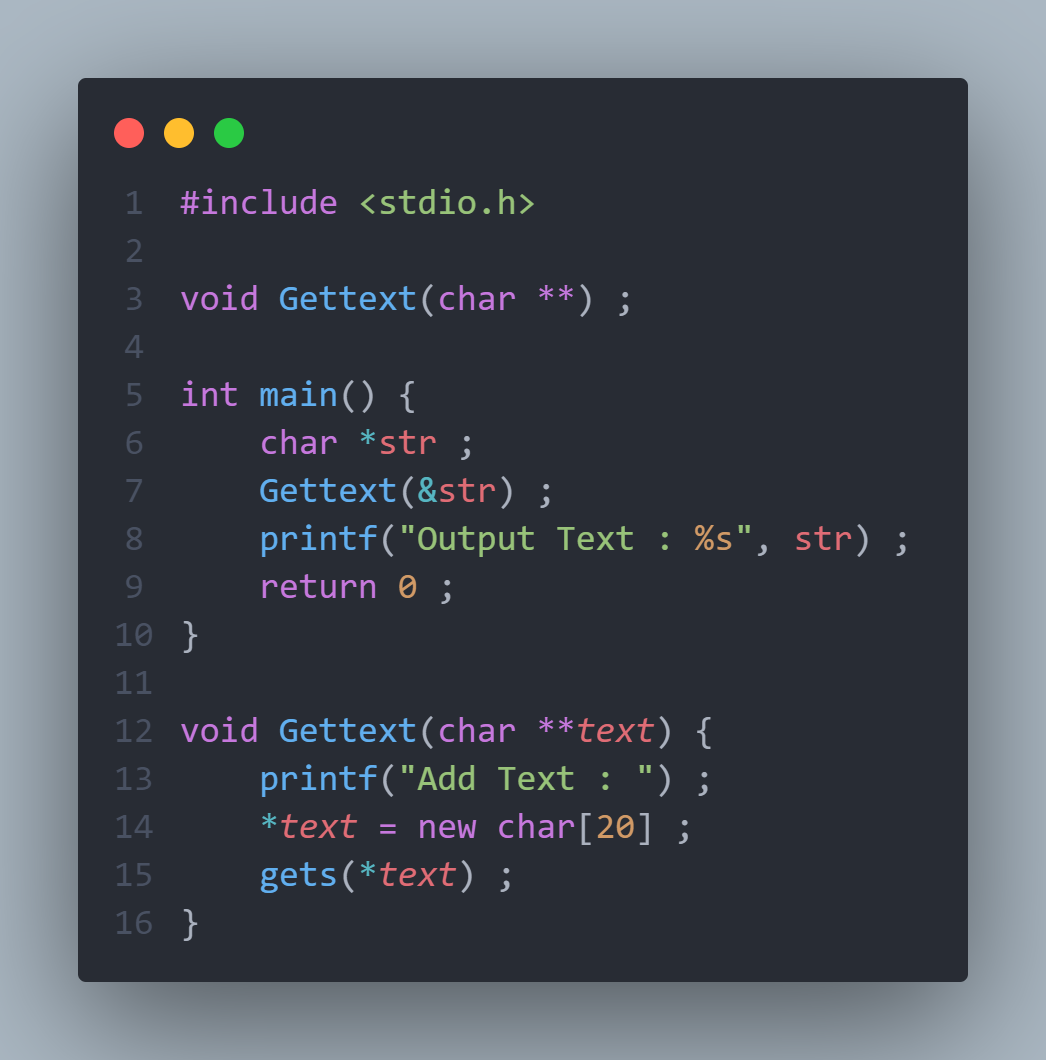 1 #include <stdio.h>
2
3 void Gettext(char **) ;
4
5 int main() {
6     char *str ;
7     Gettext(&str) ;
8     printf("Output Text : %s", str) ;
9     return 0 ;
10 }
11
12 void Gettext(char **text) {
13     printf("Add Text : ") ;
14     *text = new char[20] ;
15     gets(*text) ;
16 }